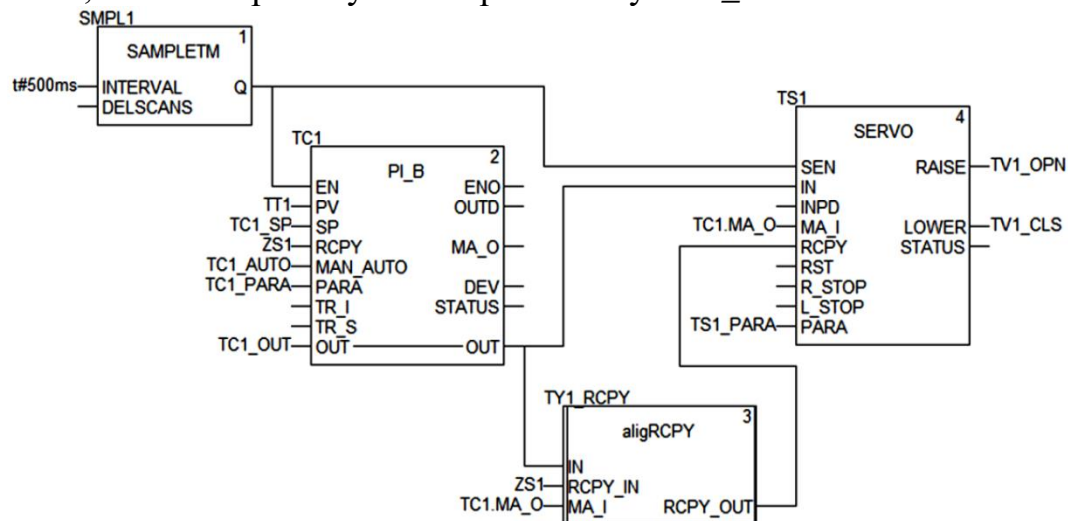 SMPL1
1
SAMPLETM
t#500ms
INTERVAL Q
DELSCANS
TC1
2
PI_B
EN ENO
TT1 PV OUTD
TC1_SP SP
ZS1 RCPY MA_O
TC1_AUTO MAN_AUTO
TC1_PARA PARA DEV
TR_I STATUS
TR_S
TC1_OUT OUT OUT
TS1
4
SERVO
SEN RAISE TV1_OPN
IN
INPD
TC1.MA_O MA_I LOWER TV1_CLS
RCPY STATUS
RST
R_STOP
L_STOP
TS1_PARA PARA
TY1_RCPY
3
aligRCPY
IN
ZS1 RCPY_IN
TC1.MA_O MA_I RCPY_OUT